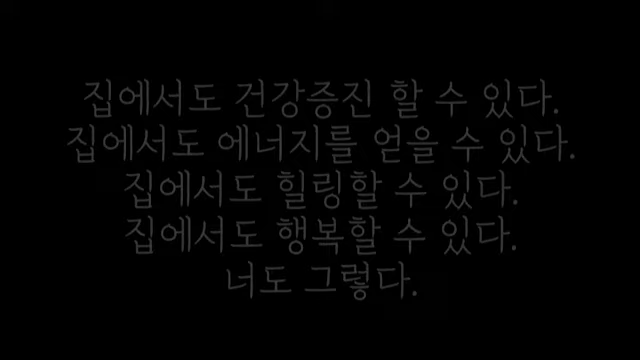 집에서도 건강증진 할 수 있다.
집에서도 에너지를 얻을 수 있다.
집에서도 힐링할 수 있다.
집에서도 행복할 수 있다.
너도 그렇다.